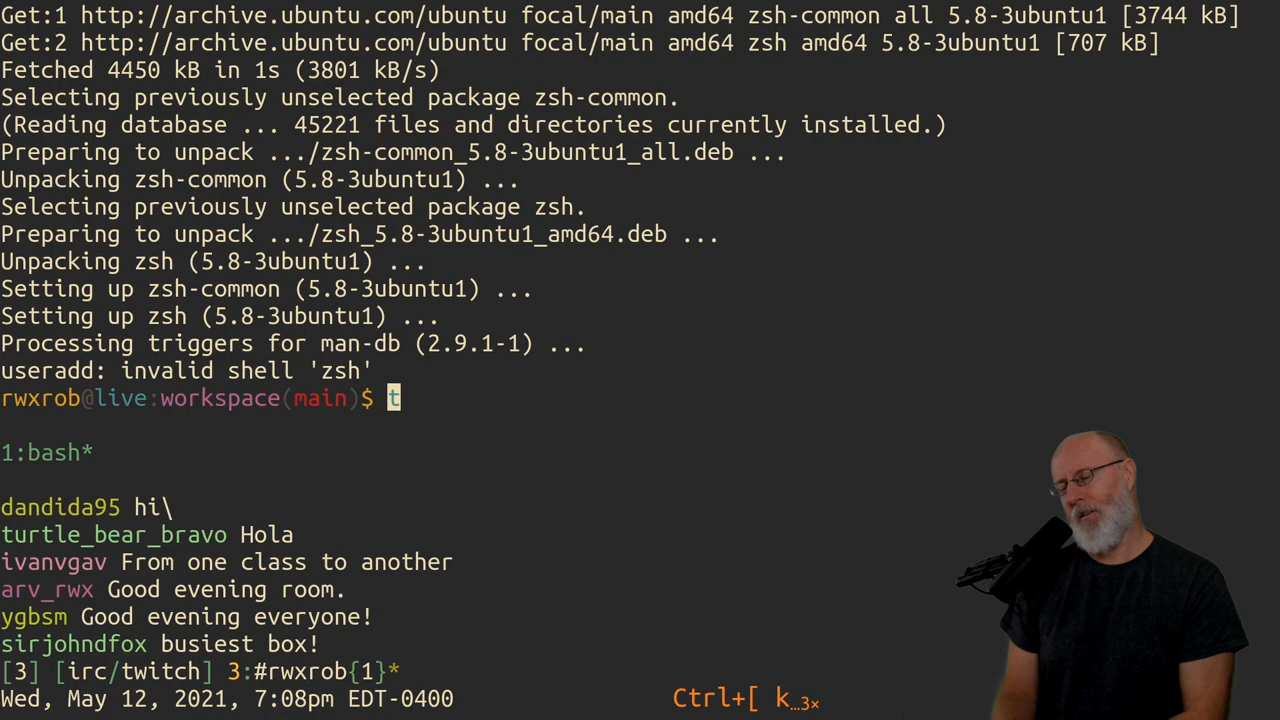 Get:1 http://archive.ubuntu.com/ubuntu focal/main amd64 zsh-common all 5.8-3ubuntu1 [3744 kB]
Get:2 http://archive.ubuntu.com/ubuntu focal/main amd64 zsh amd64 5.8-3ubuntu1 [707 kB]
Fetched 4450 kB in 1s (3801 kB/s)
Selecting previously unselected package zsh-common.
(Reading database ... 45221 files and directories currently installed.)
Preparing to unpack .../zsh-common_5.8-3ubuntu1_all.deb ...
Unpacking zsh-common (5.8-3ubuntu1) ...
Selecting previously unselected package zsh.
Preparing to unpack .../zsh_5.8-3ubuntu1_amd64.deb ...
Unpacking zsh (5.8-3ubuntu1) ...
Setting up zsh-common (5.8-3ubuntu1) ...
Setting up zsh (5.8-3ubuntu1) ...
Processing triggers for man-db (2.9.1-1) ...
useradd: invalid shell 'zsh'
rwxrob@live:workspace(main)$ t
1:bash*
dandida95 hi\
turtle_bear_bravo Hola
ivanvgav From one class to another
arv_rwx Good evening room.
ygbsm Good evening everyone!
sirjohndfox busiest box!
[3] [irc/twitch] 3:#rwxrob{1}*
Wed, May 12, 2021, 7:08pm EDT-0400
Ctrl+[ k…3×